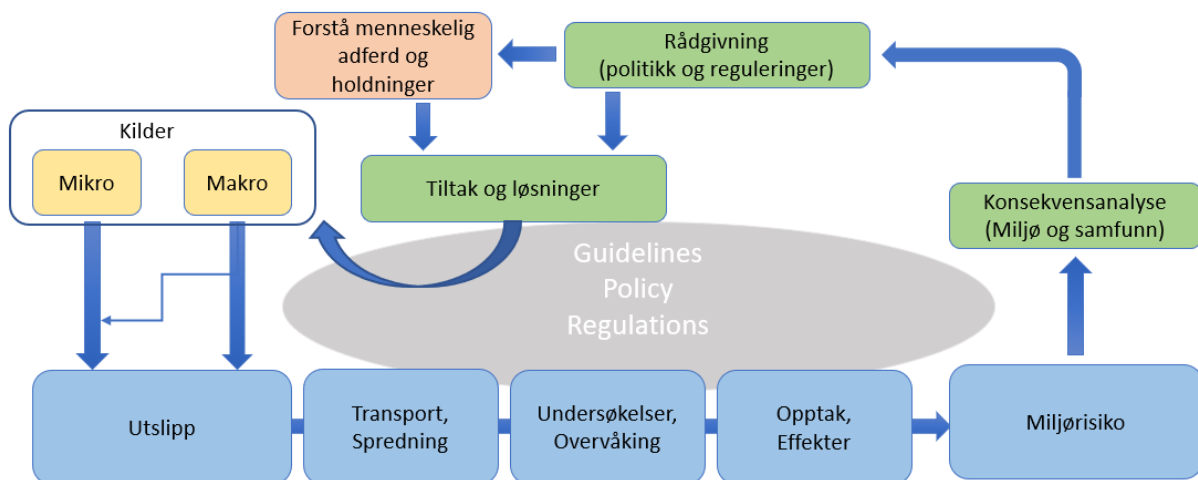 Forstå menneskelig
adferd og
holdninger
Rådgivning
(politikk og reguleringer)
Kilder
Mikro
Makro
Tiltak og løsninger
Konsekvensanalyse
(Miljø og samfunn)
Guidelines
Policy
Regulations
Utslipp
Transport,
Spredning
Undersøkelser,
Overvåking
Opptak,
Effekter
Miljørisiko